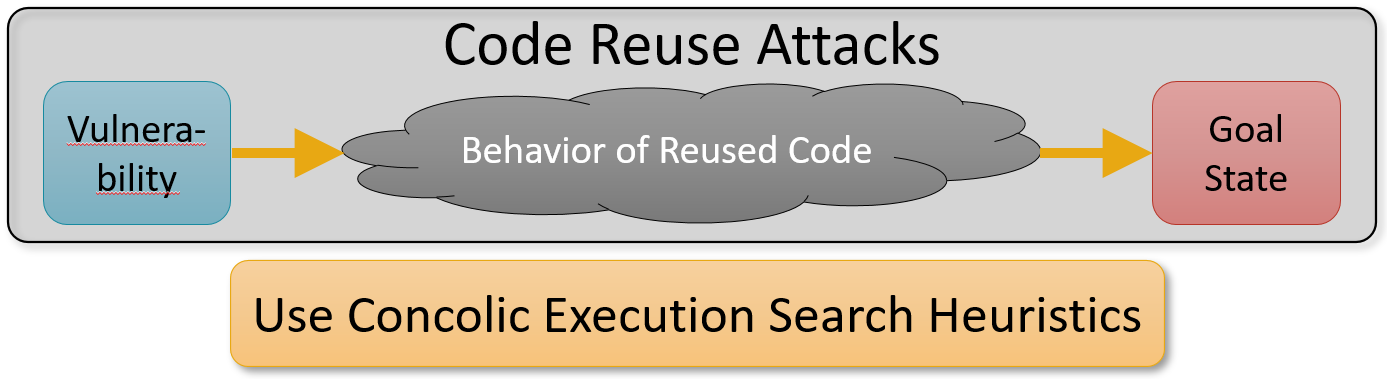 Code Reuse Attacks
Vulnera-
bility
Behavior of Reused Code
Goal
State
Use Concolic Execution Search Heuristics